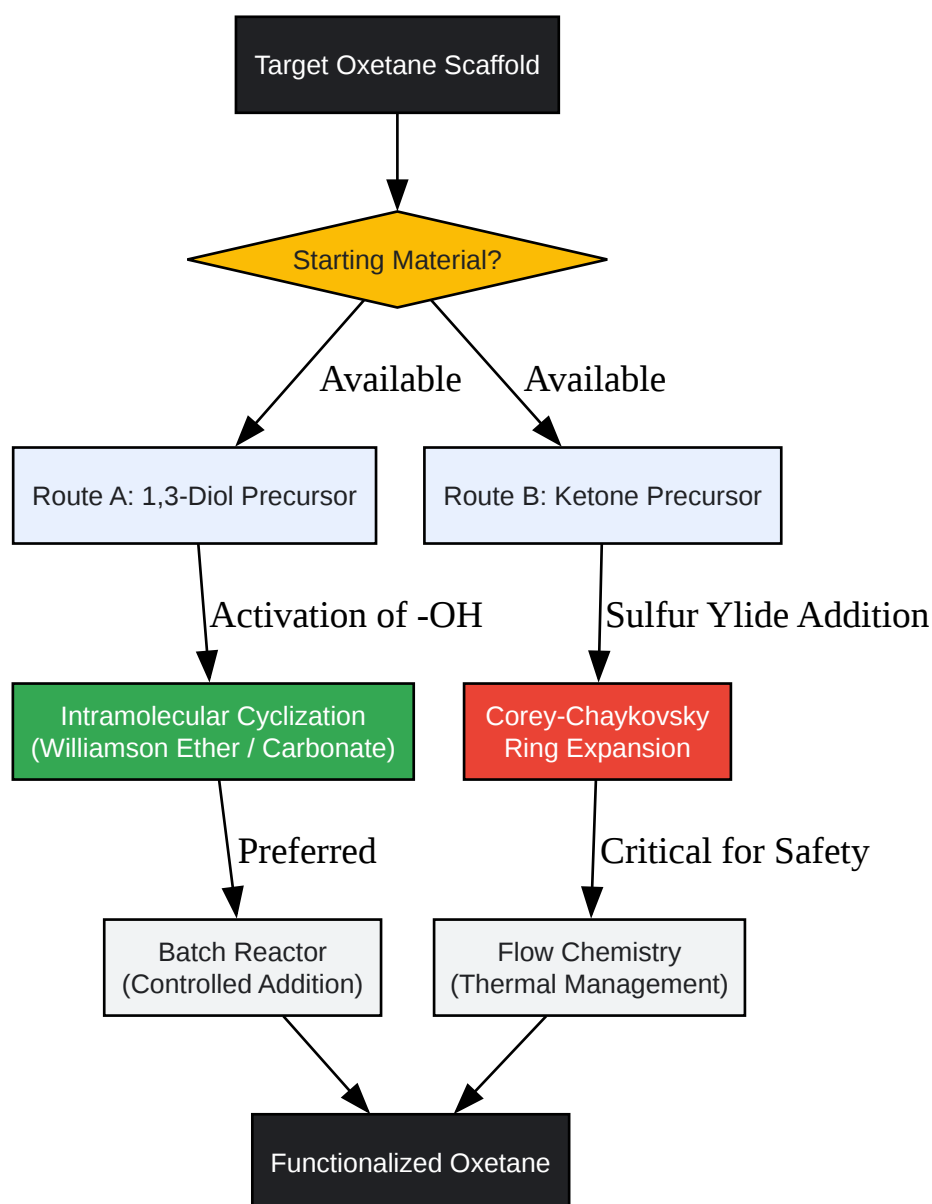 Target Oxetane Scaffold
Starting Material?
Available
Available
Route A: 1,3-Diol Precursor
Route B: Ketone Precursor
Activation of -OH
Sulfur Ylide Addition
Intramolecular Cyclization
(Williamson Ether / Carbonate)
Corey-Chaykovsky
Ring Expansion
Preferred
Critical for Safety
Batch Reactor
(Controlled Addition)
Flow Chemistry
(Thermal Management)
Functionalized Oxetane